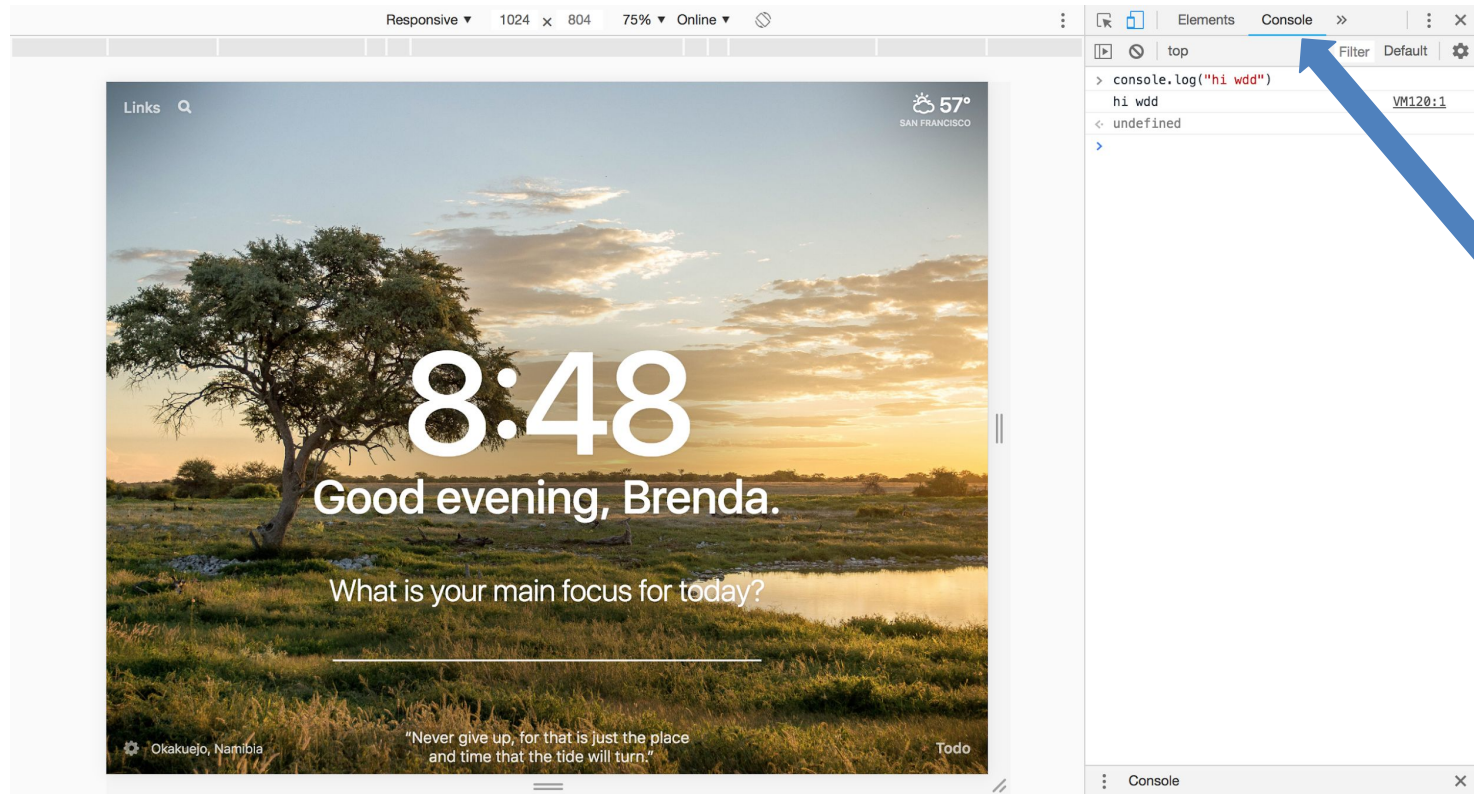 Responsive ▼ 1024 x 804 75% ▼ Online ▼
Elements Console »
top Filter Default
> console.log("hi wdd")
hi wdd VM120:1
undefined
>
Links
57°
SAN FRANCISCO
8:48
Good evening, Brenda.
What is your main focus for today?
"Never give up, for that is just the place
and time that the tide will turn."
Okakuejo, Namibia
Todo
Console